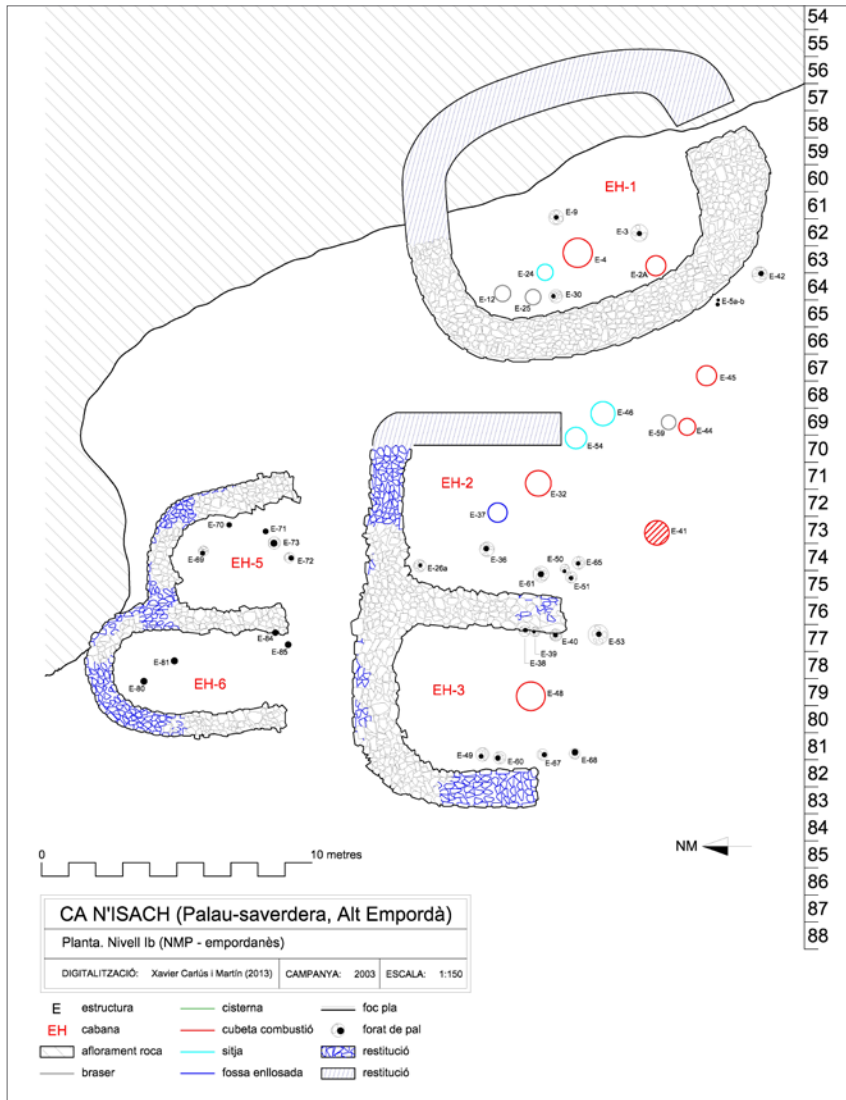 54
55
56
57
58
59
60
61
62
63
64
65
66
67
68
69
70
71
72
73
74
75
76
77
78
79
80
81
82
83
84
85
86
87
88
EH-1
E-9
E-3
E-4
E-24
E-2A
E-42
E-12
E-25
E-30
E-5a-b
E-45
E-46
E-59
E-44
E-54
EH-2
E-32
E-37
E-41
E-70
E-71
E-73
E-69
E-72
EH-5
E-36
E-26a
E-50
E-65
E-61
E-51
E-84
E-85
E-40
E-39
E-38
E-53
E-81
E-80
EH-6
EH-3
E-48
E-49
E-60
E-67
E-68
NM
0 10 metres
CA N'ISACH (Palau-saverdera, Alt Empordà)
Planta. Nivell Ib (NMP - empordanès)
DIGITALITZACIÓ: Xavier Carlús i Martín (2013) CAMPANYA: 2003 ESCALA: 1:150
E estructura cisterna foc pla
EH cabana cubeta combustió forat de pal
aflorament roca sitja restitució
braser fossa enllosada restitució